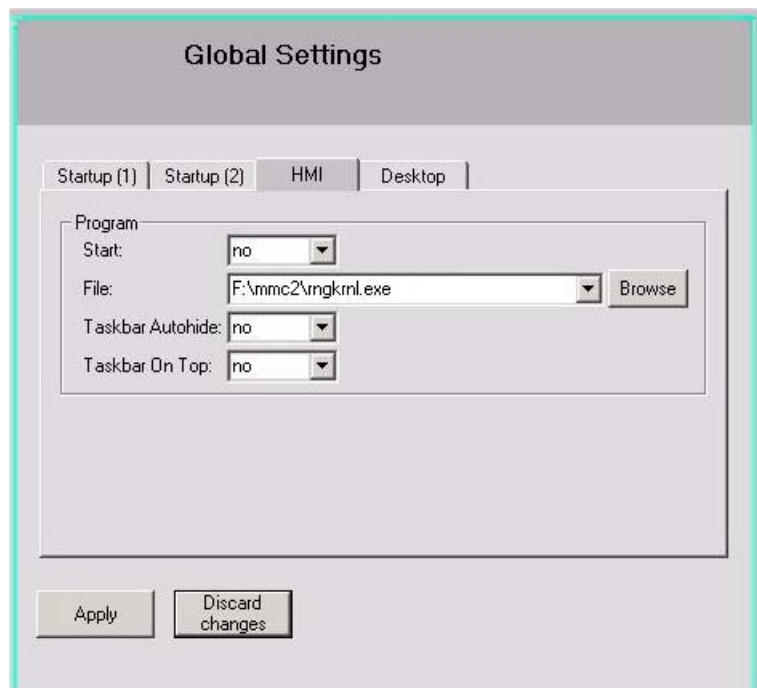 Global Settings
Startup (1) Startup (2) HMI Desktop
Program
Start: no
File: F:\mmc2\rngkrnl.exe Browse
Taskbar Autohide: no
Taskbar On Top: no
Apply Discard changes